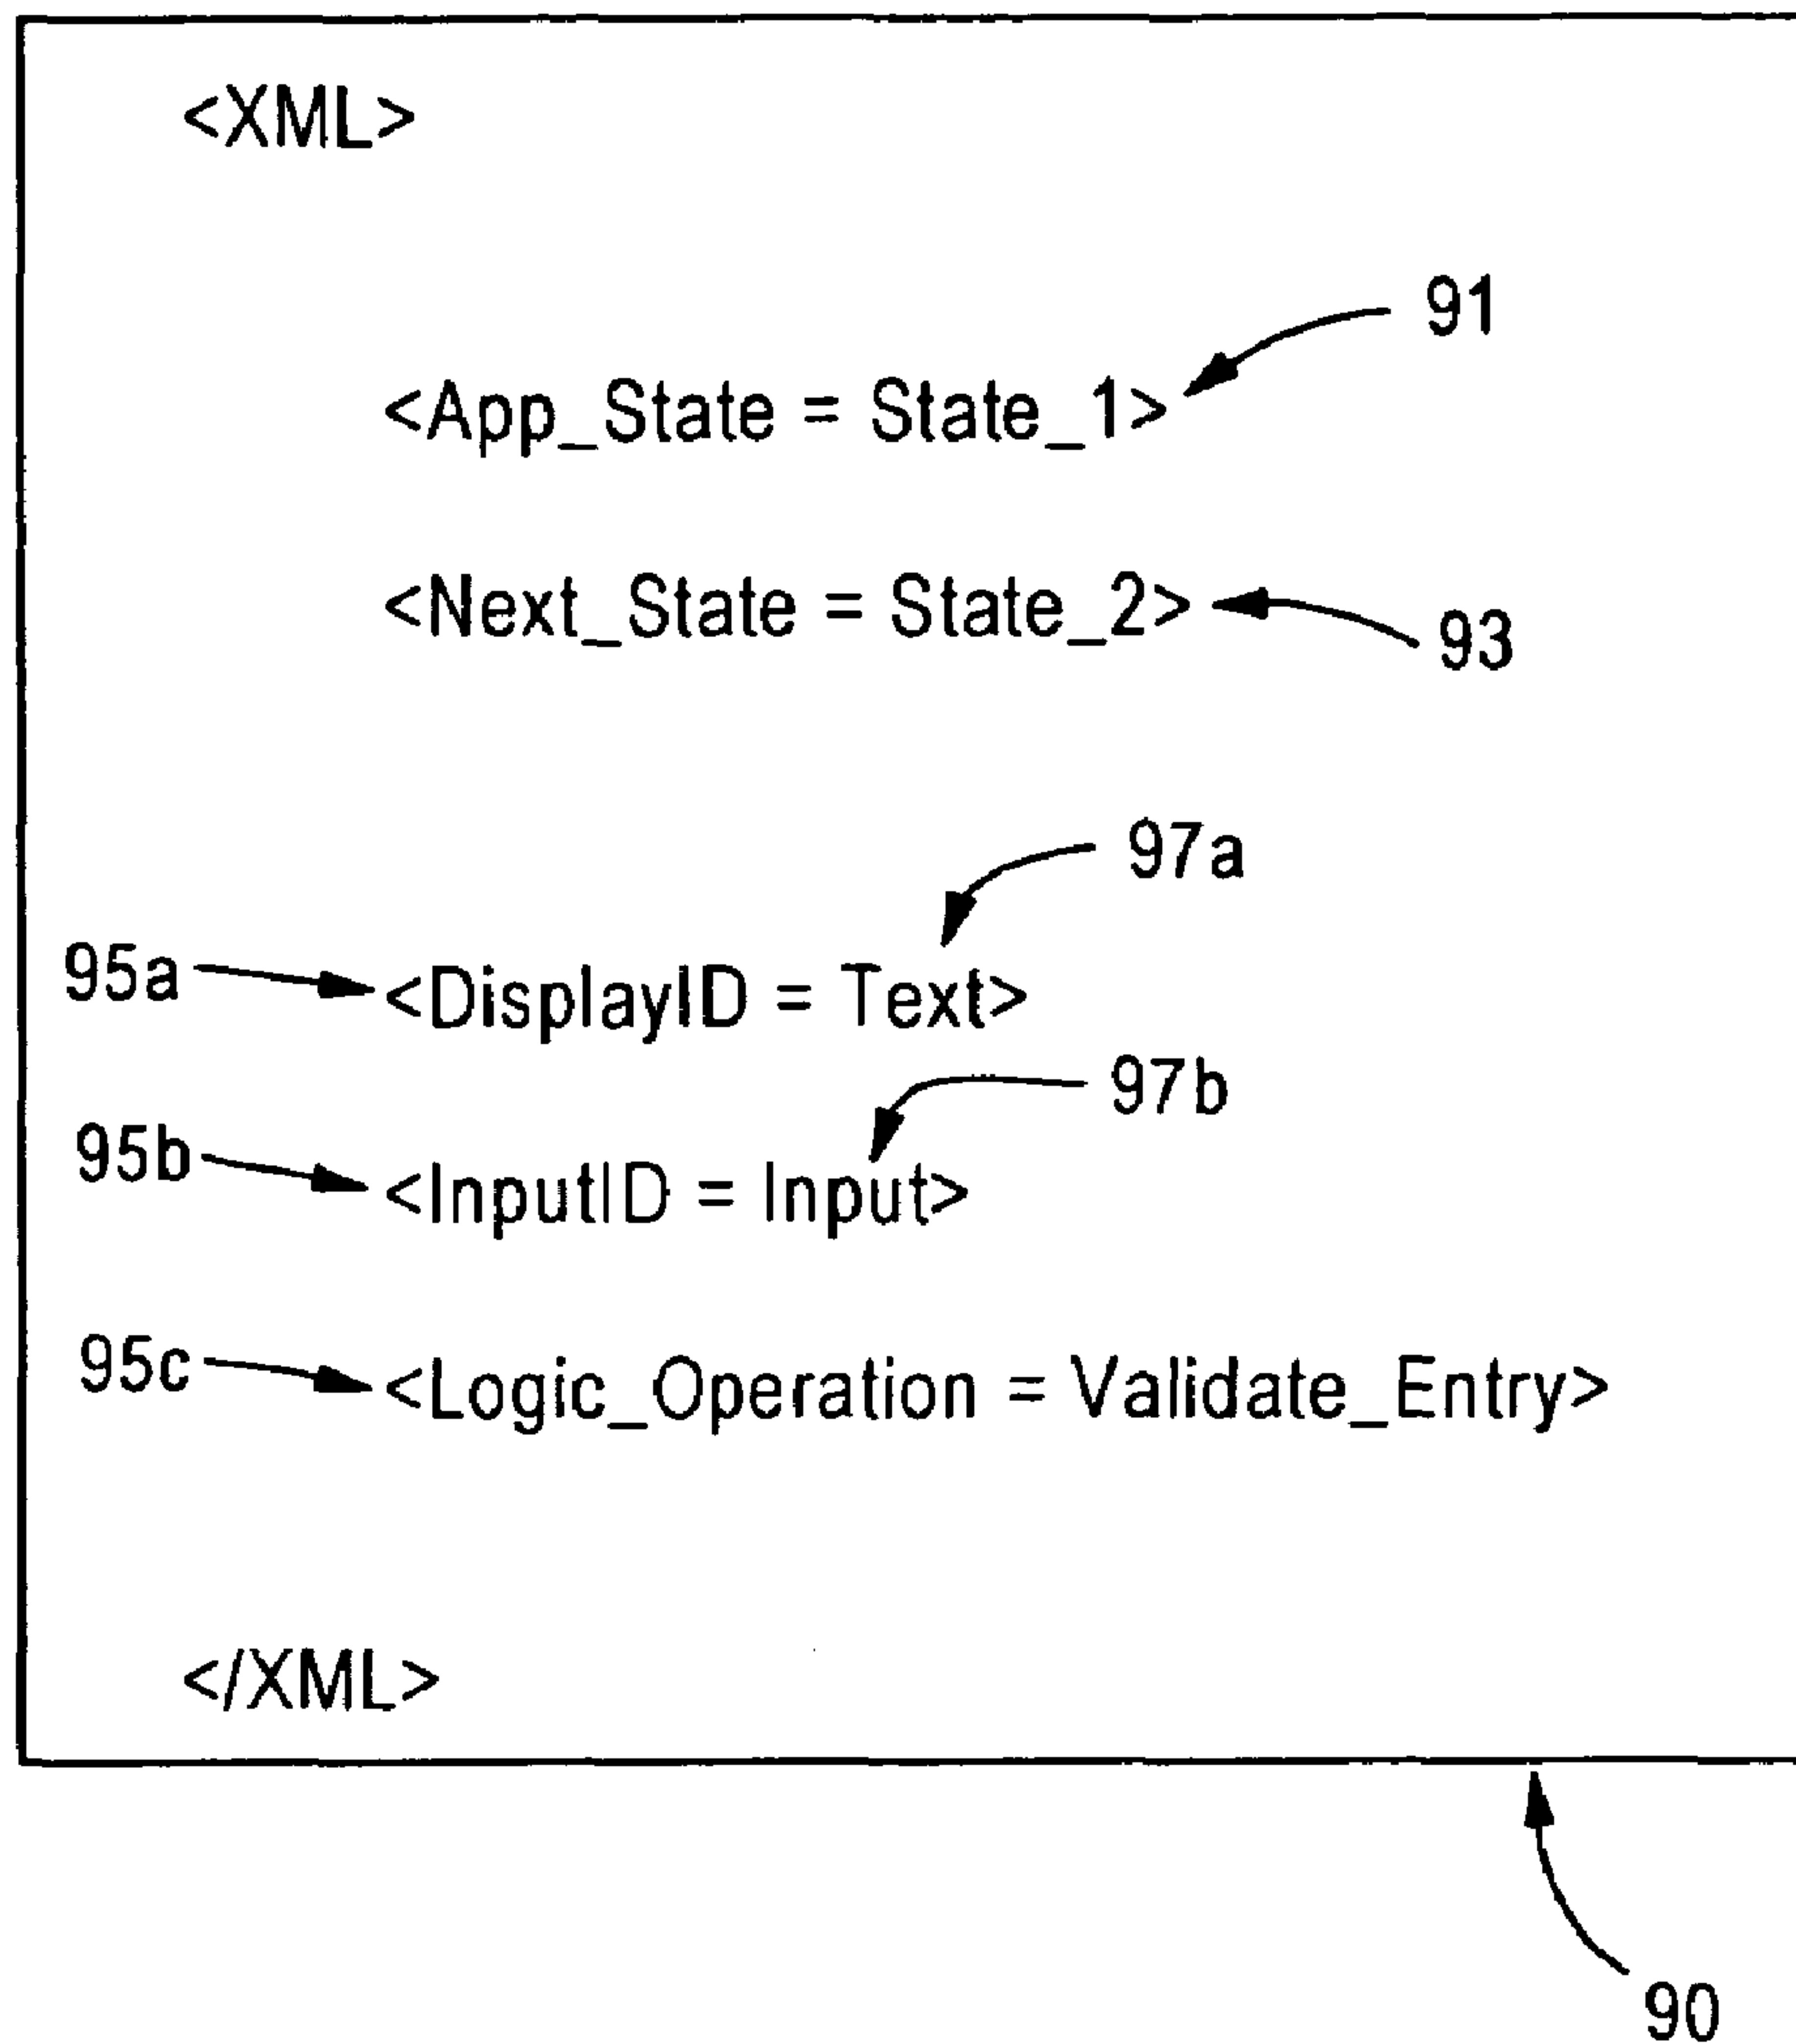 <XML>
91
<App_State = State_1>
<Next_State = State_2>
93
97a
95a
<DisplayID = Text>
97b
95b
<InputID = Input>
95c
<Logic_Operation = Validate_Entry>
</XML>
90